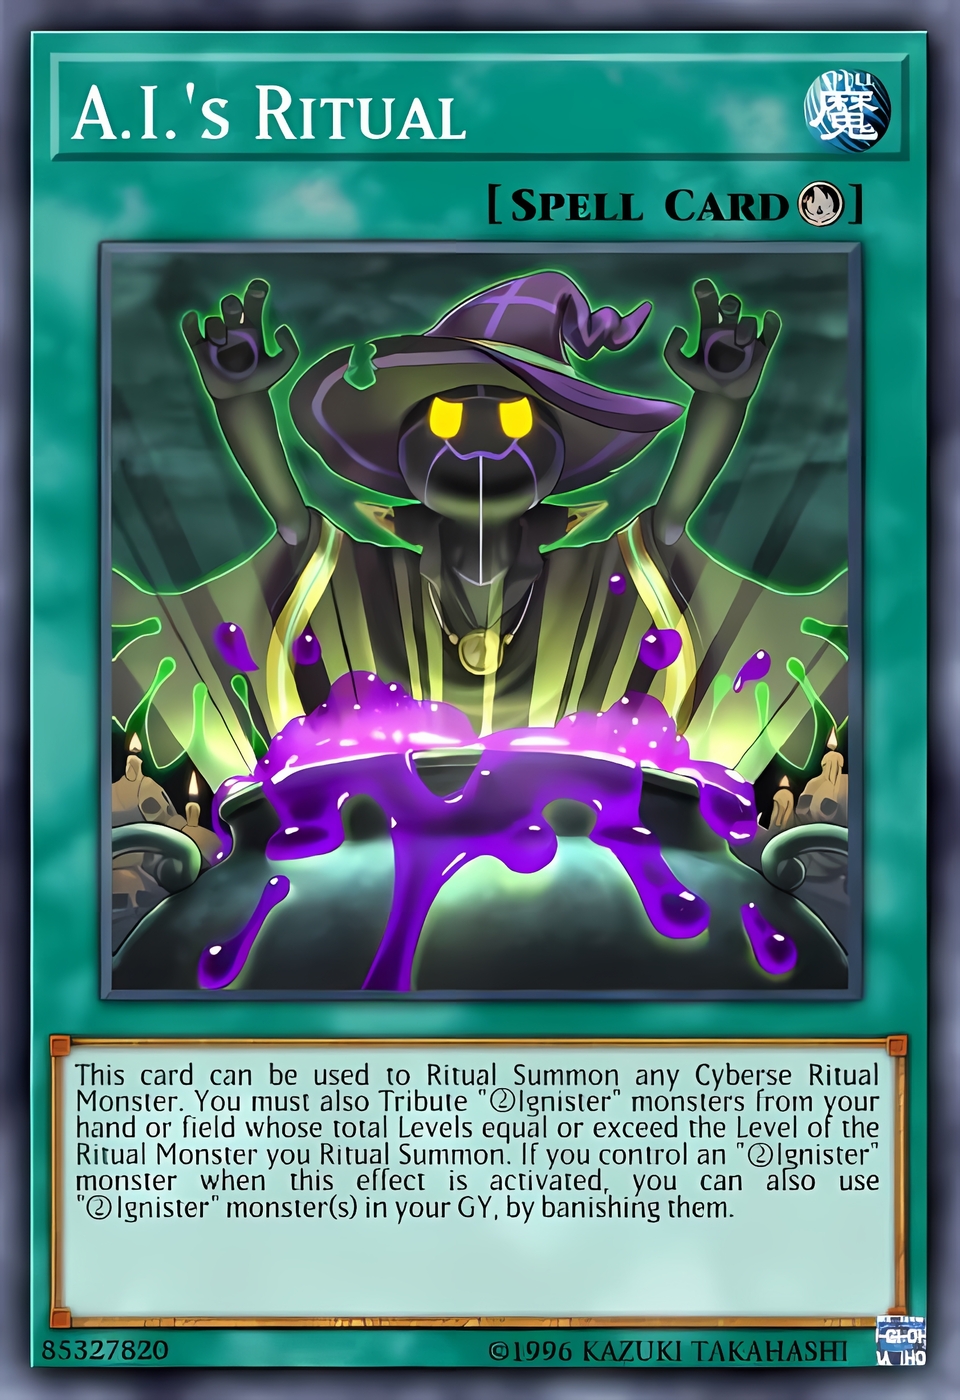 A.I.'s Ritual
魔
[Spell Card]
This card can be used to Ritual Summon any Cyberse Ritual
Monster. You must also Tribute "②Ignister" monsters from your
hand or field whose total Levels equal or exceed the Level of the
Ritual Monster you Ritual Summon. If you control an "②Ignister"
monster when this effect is activated, you can also use
"②Ignister" monster(s) in your GY, by banishing them.
85327820
©1996 KAZUKI TAKAHASHI